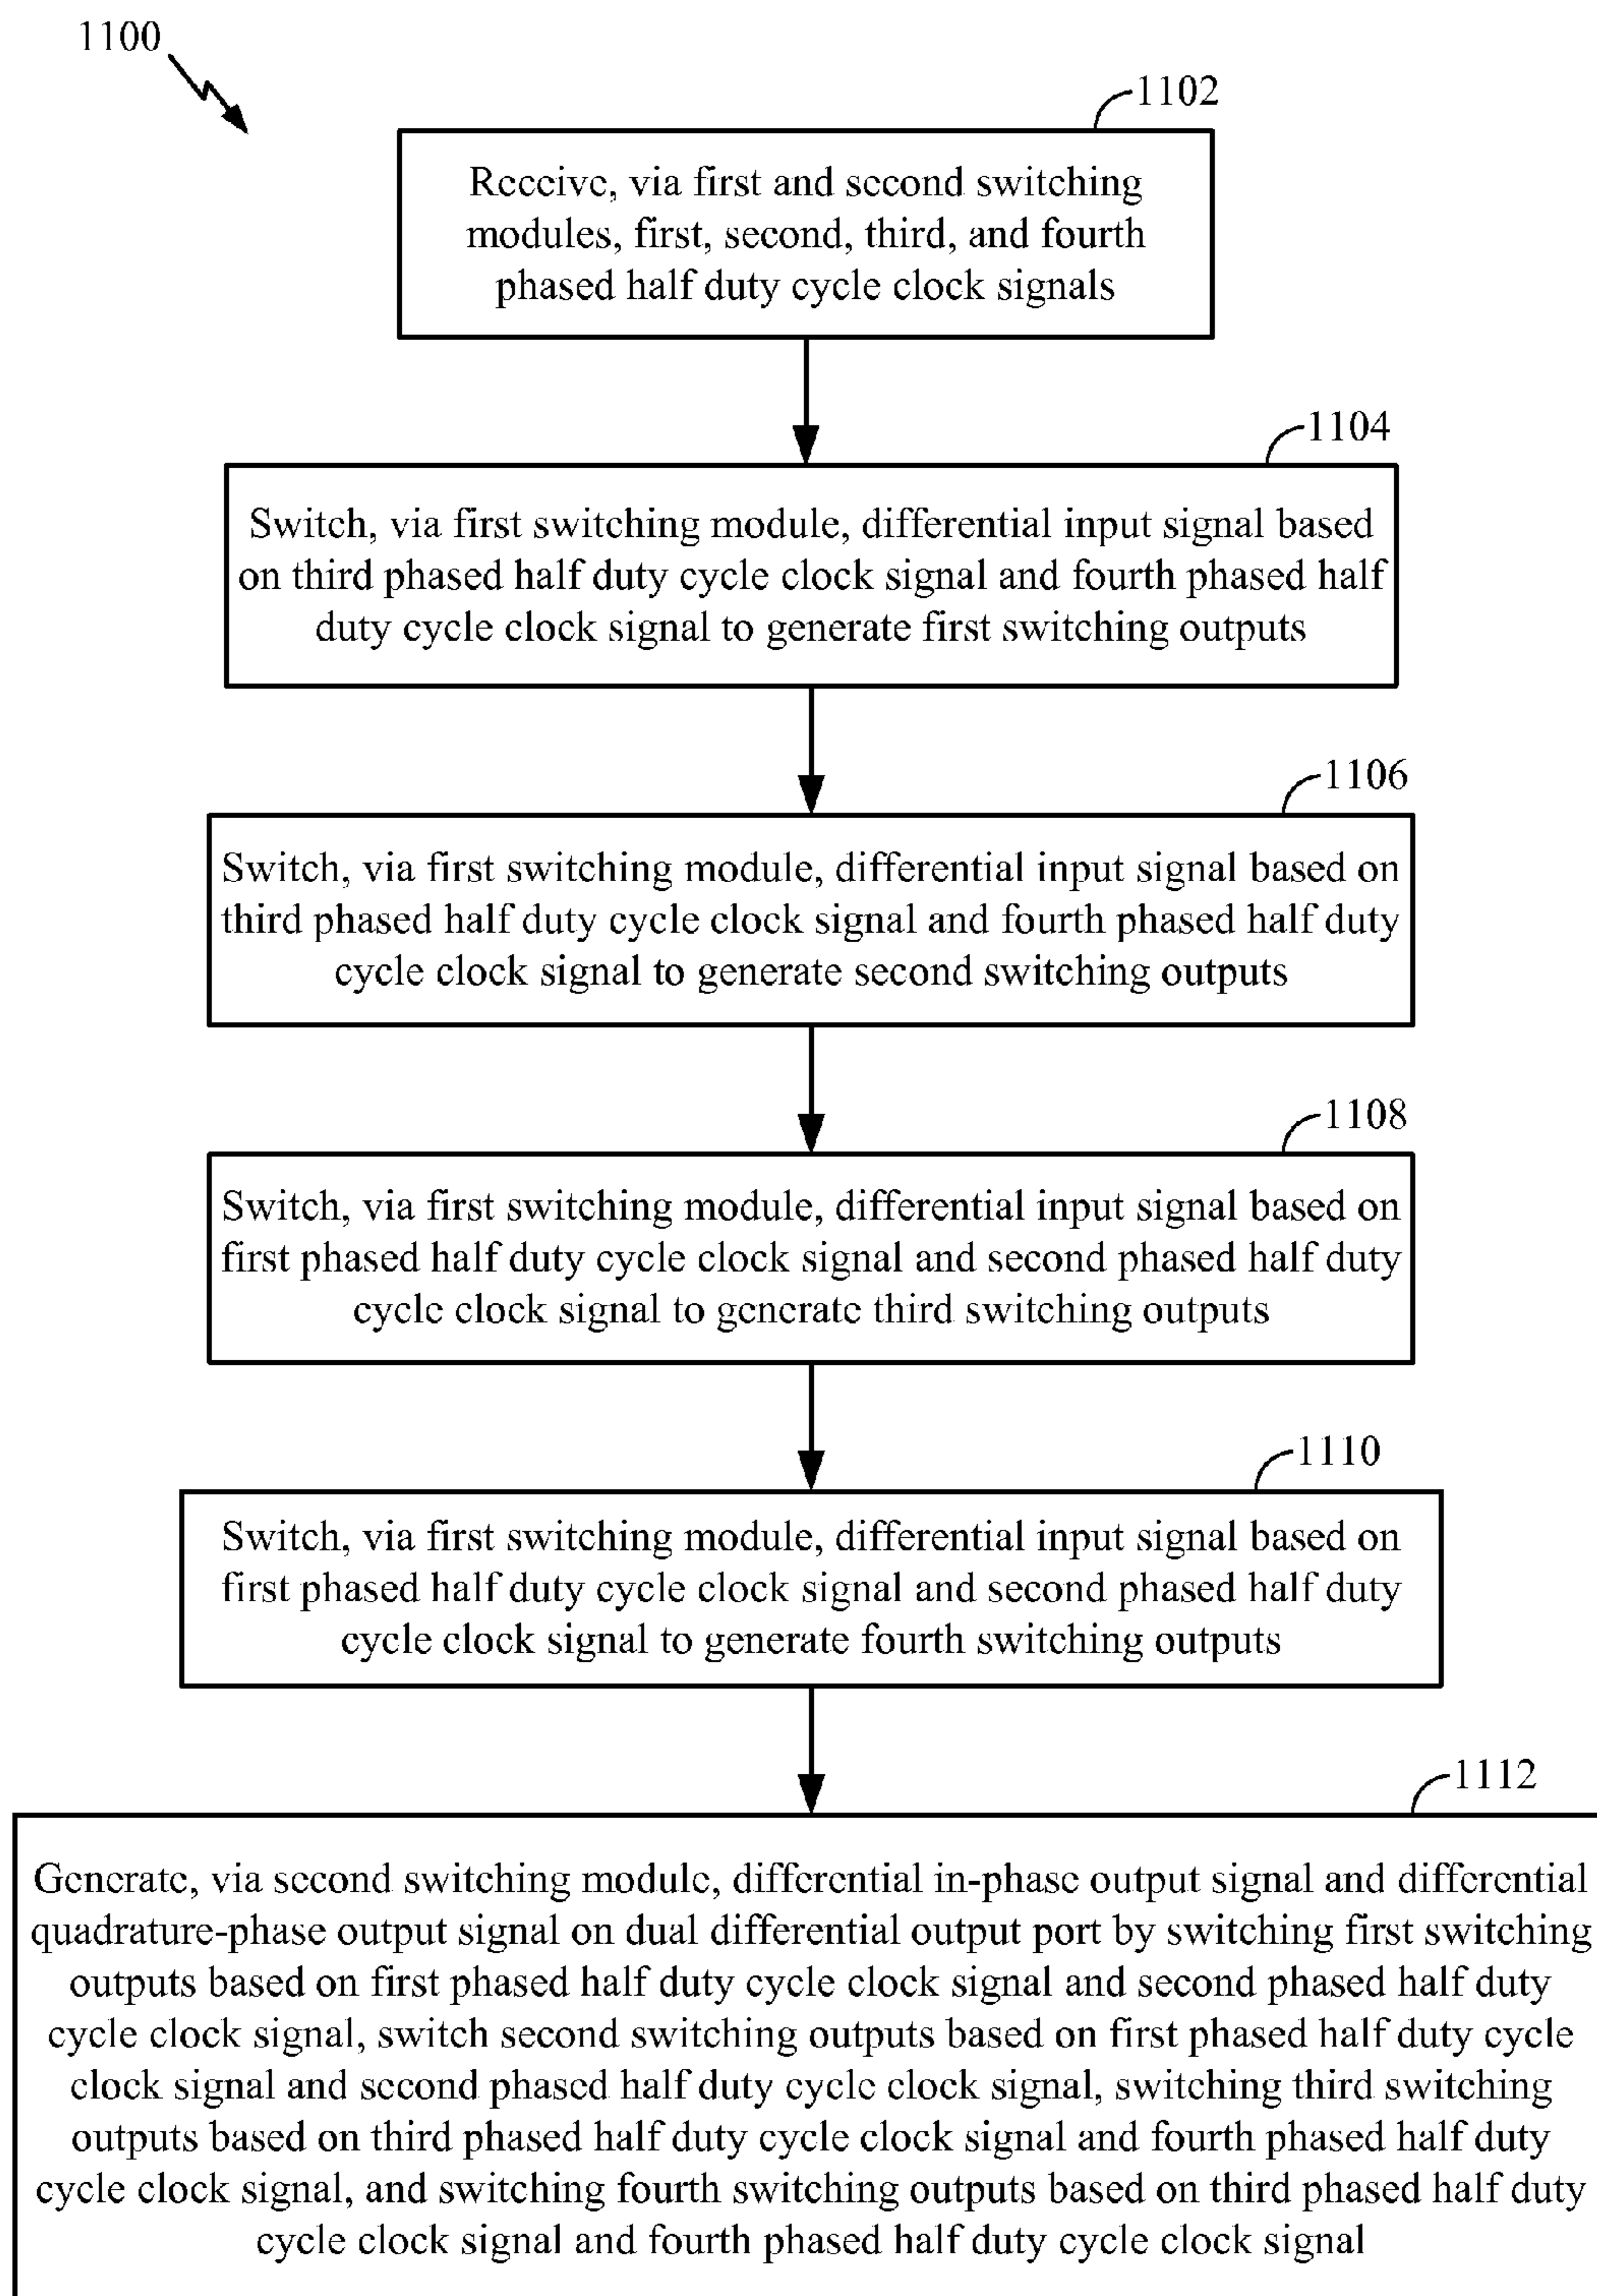 1100
1102
Receive, via first and second switching
modules, first, second, third, and fourth
phased half duty cycle clock signals
1104
Switch, via first switching module, differential input signal based
on third phased half duty cycle clock signal and fourth phased half
duty cycle clock signal to generate first switching outputs
1106
Switch, via first switching module, differential input signal based on
third phased half duty cycle clock signal and fourth phased half duty
cycle clock signal to generate second switching outputs
1108
Switch, via first switching module, differential input signal based on
first phased half duty cycle clock signal and second phased half duty
cycle clock signal to generate third switching outputs
1110
Switch, via first switching module, differential input signal based on
first phased half duty cycle clock signal and second phased half duty
cycle clock signal to generate fourth switching outputs
1112
Generate, via second switching module, differential in-phase output signal and differential
quadrature-phase output signal on dual differential output port by switching first switching
outputs based on first phased half duty cycle clock signal and second phased half duty
cycle clock signal, switch second switching outputs based on first phased half duty cycle
clock signal and second phased half duty cycle clock signal, switching third switching
outputs based on third phased half duty cycle clock signal and fourth phased half duty
cycle clock signal, and switching fourth switching outputs based on third phased half duty
cycle clock signal and fourth phased half duty cycle clock signal